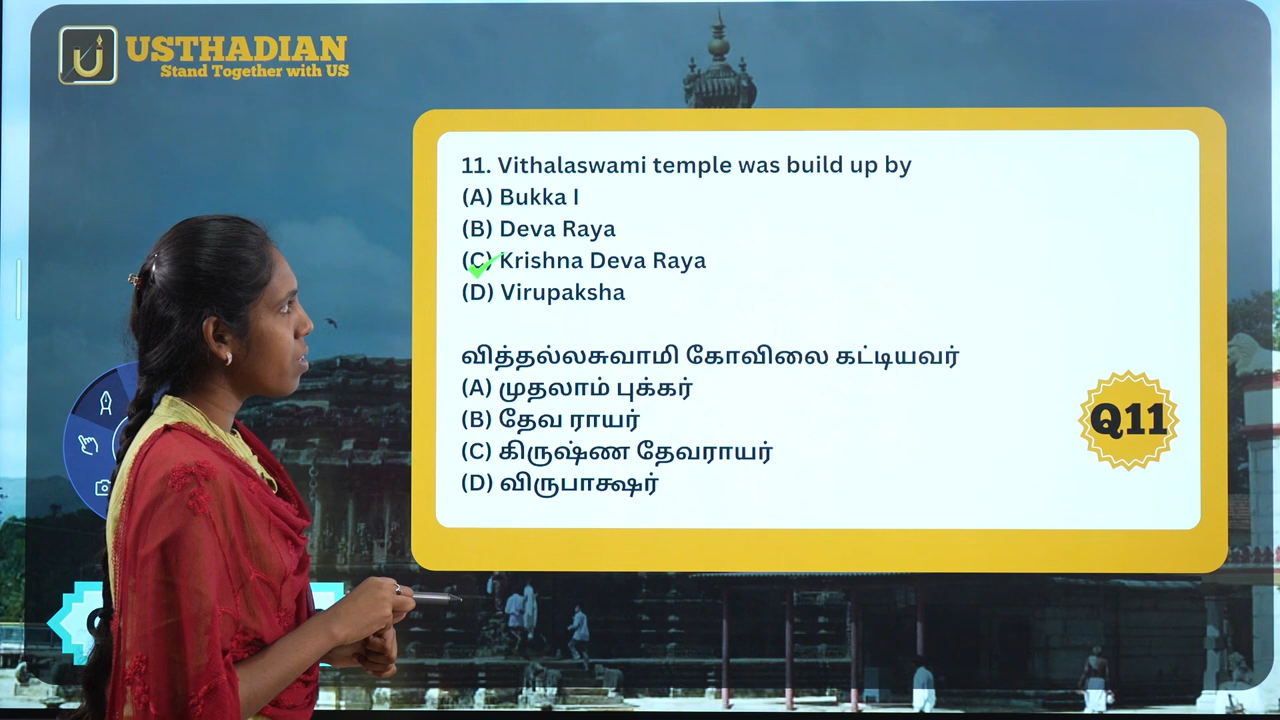 USTHADIAN
Stand Together with US
11. Vithalaswami temple was build up by
(A) Bukka I
(B) Deva Raya
(C) Krishna Deva Raya
(D) Virupaksha
வித்தல்லசுவாமி கோவிலை கட்டியவர்
(A) முதலாம் புக்கர்
(B) தேவ ராயர்
(C) கிருஷ்ண தேவராயர்
(D) விருபாக்ஷர்
Q11